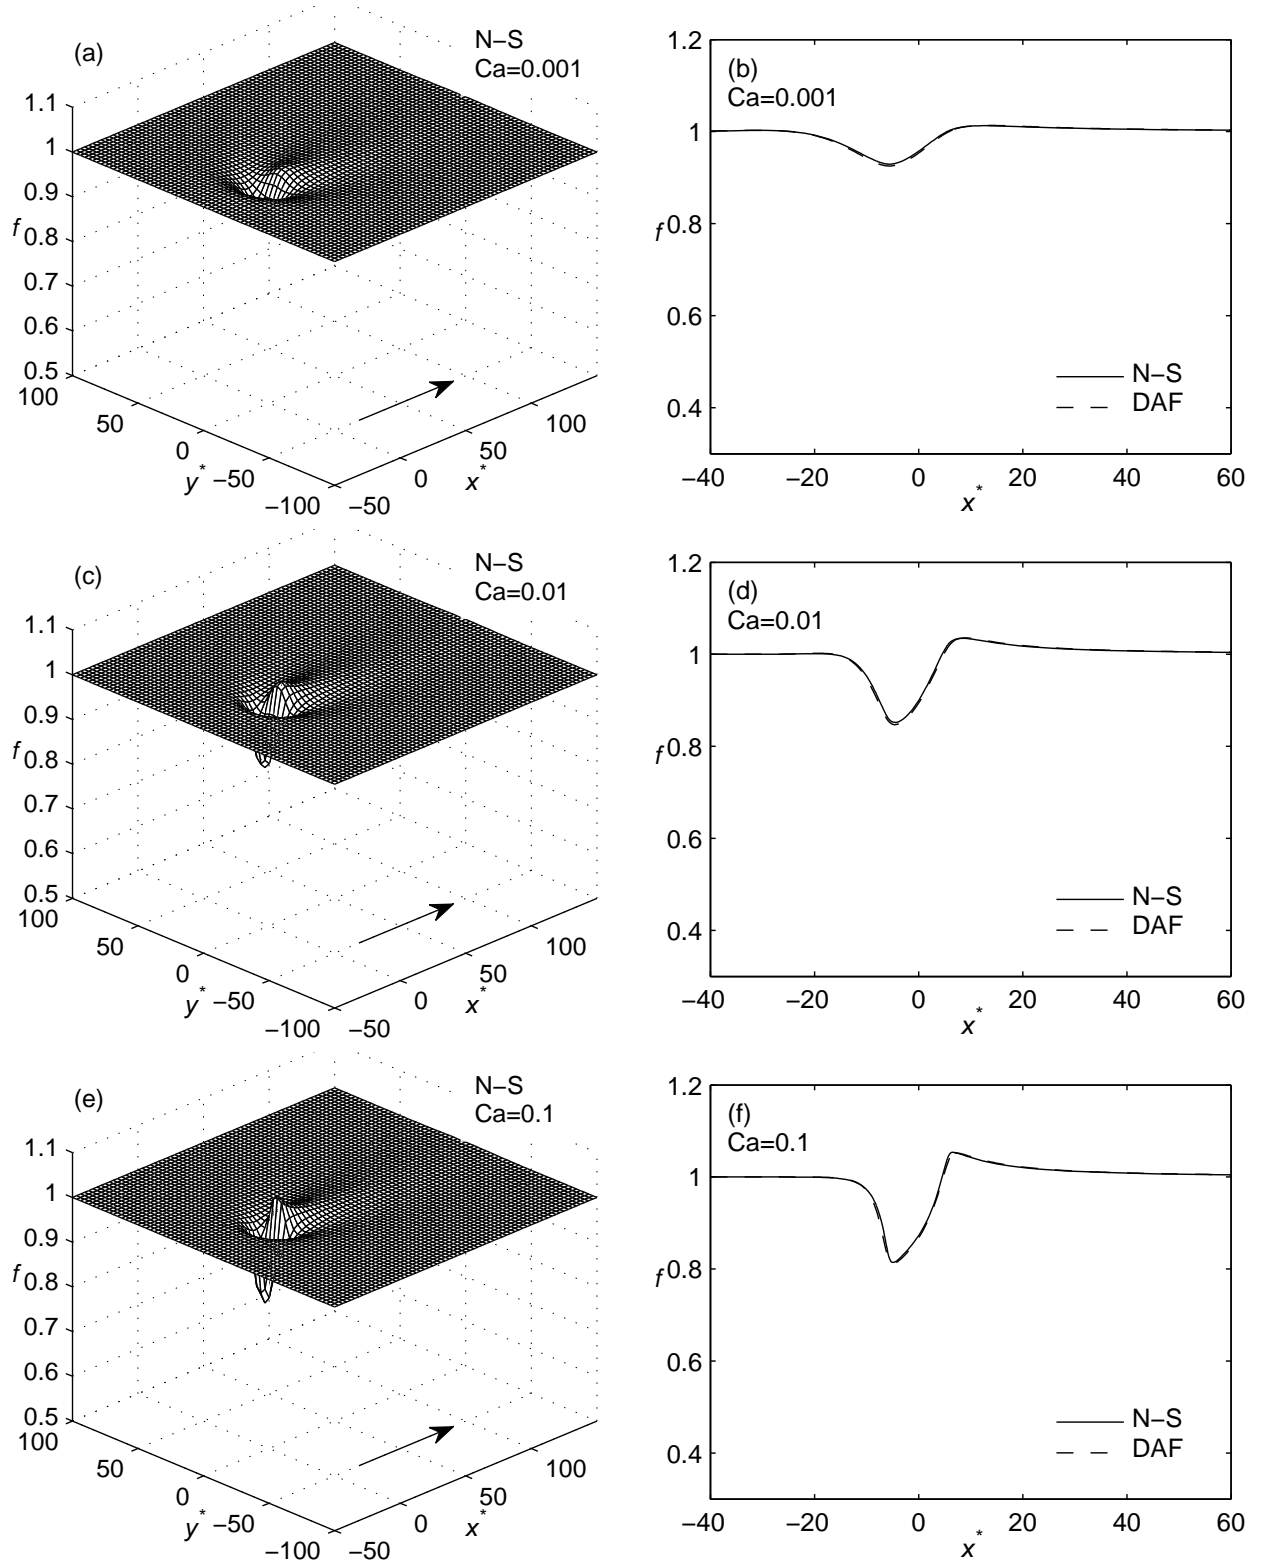 (a)
N−S
Ca=0.001
1.1
1
0.9
f
0.8
0.7
0.6
0.5
100
50
0
y*
−50
−100
−50
0
x*
50
100
(b)
Ca=0.001
1.2
1
0.8
f
0.6
0.4
N−S
DAF
−40
−20
0
20
40
60
x*
(c)
N−S
Ca=0.01
1.1
1
0.9
f
0.8
0.7
0.6
0.5
100
50
0
y*
−50
−100
−50
0
x*
50
100
(d)
Ca=0.01
1.2
1
0.8
f
0.6
0.4
N−S
DAF
−40
−20
0
20
40
60
x*
(e)
N−S
Ca=0.1
1.1
1
0.9
f
0.8
0.7
0.6
0.5
100
50
0
y*
−50
−100
−50
0
x*
50
100
(f)
Ca=0.1
1.2
1
0.8
f
0.6
0.4
N−S
DAF
−40
−20
0
20
40
60
x*